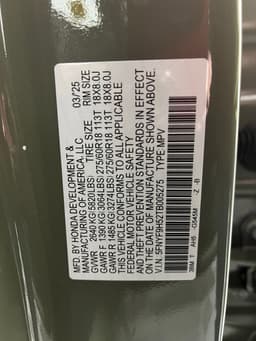 MFD. BY HONDA DEVELOPMENT & 03/'25
MANUFACTURING OF AMERICA, LLC
TIRE SIZE RIM SIZE
GVWR 2640KG(5820LBS)
GAWR F 1390KG(3064LBS) 275/60R18 113T 18X8.0J
GAWR R 1485KG(3274LBS) 275/60R18 113T 18X8.0J
THIS VEHICLE CONFORMS TO ALL APPLICABLE
FEDERAL MOTOR VEHICLE SAFETY
AND THEFT PREVENTION STANDARDS IN EFFECT
ON THE DATE OF MANUFACTURE SHOWN ABOVE.
V.I.N. 5FNYF9H52TB005275 TYPE MPV